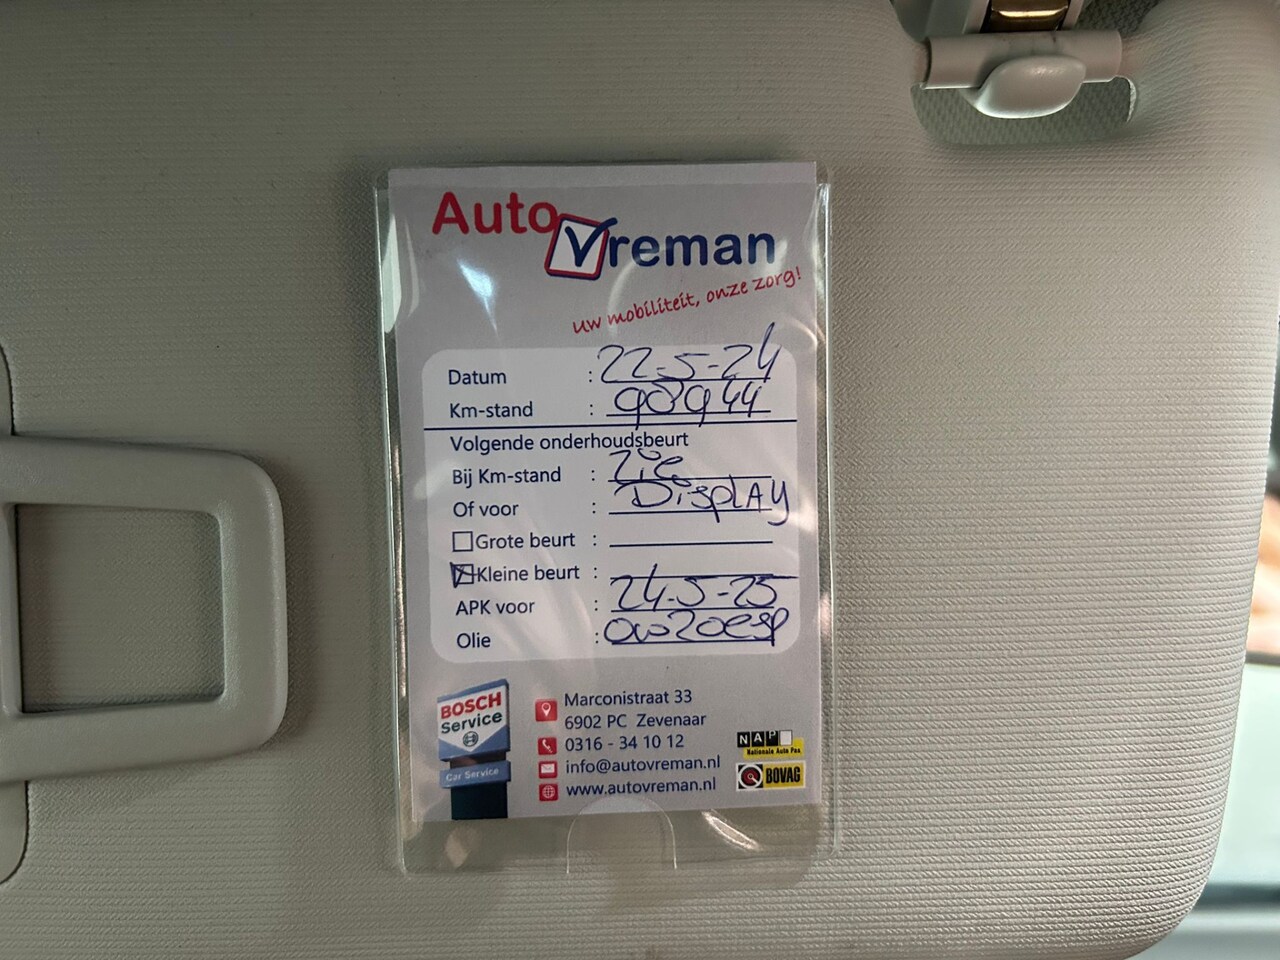 Auto Vreman
uw mobiliteit, onze zorg!
Datum : 22-5-24
Km-stand : 98944
Volgende onderhoudsbeurt
Bij Km-stand : Zie
Of voor : Display
Grote beurt :
Kleine beurt :
APK voor : 24-5-25
Olie : 0w20esp
BOSCH
Service
Car Service
Marconistraat 33
6902 PC Zevenaar
0316 - 34 10 12
info@autovreman.nl
www.autovreman.nl
NAP
Nationale Auto Pas
BOVAG